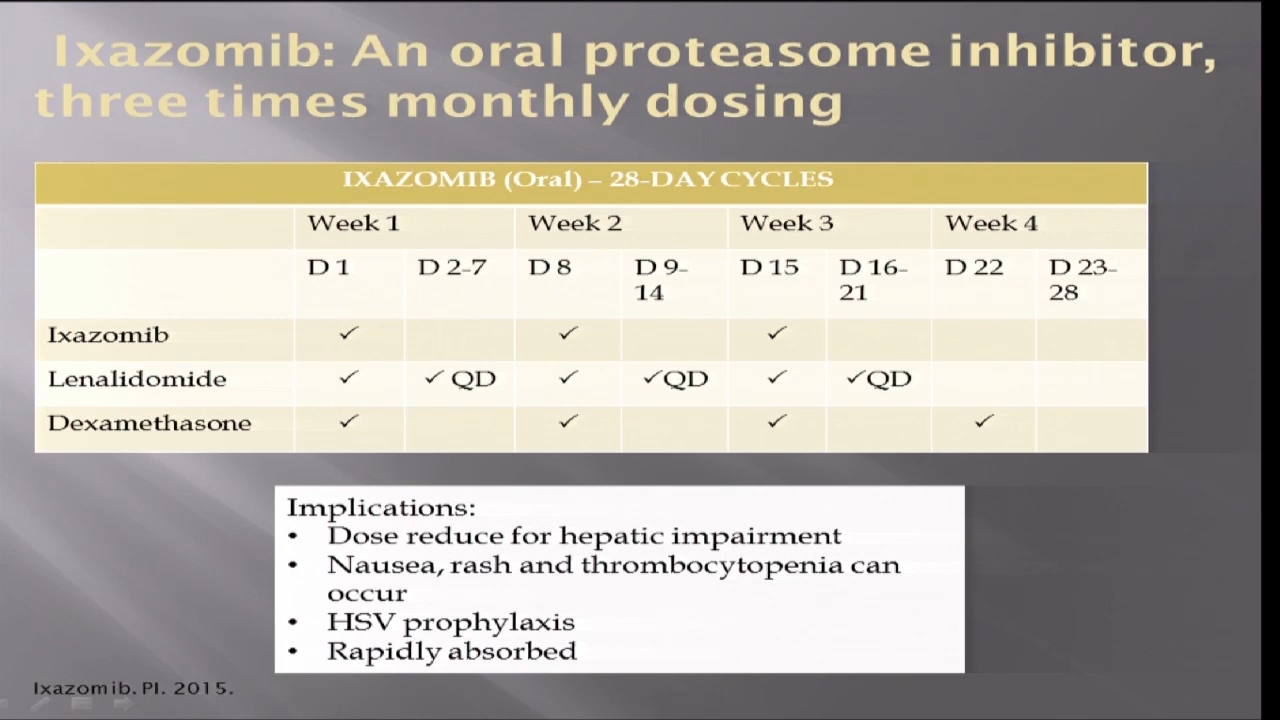 Ixazomib: An oral proteasome inhibitor,
three times monthly dosing
IXAZOMIB (Oral) – 28-DAY CYCLES
Week 1 Week 2 Week 3 Week 4
D 1 D 2-7 D 8 D 9- D 15 D 16- D 22 D 23-
14 21 28
Ixazomib ✓ ✓ ✓
Lenalidomide ✓ ✓ QD ✓ ✓QD ✓ ✓QD
Dexamethasone ✓ ✓ ✓ ✓
Implications:
• Dose reduce for hepatic impairment
• Nausea, rash and thrombocytopenia can
occur
• HSV prophylaxis
• Rapidly absorbed
Ixazomib. PI. 2015.